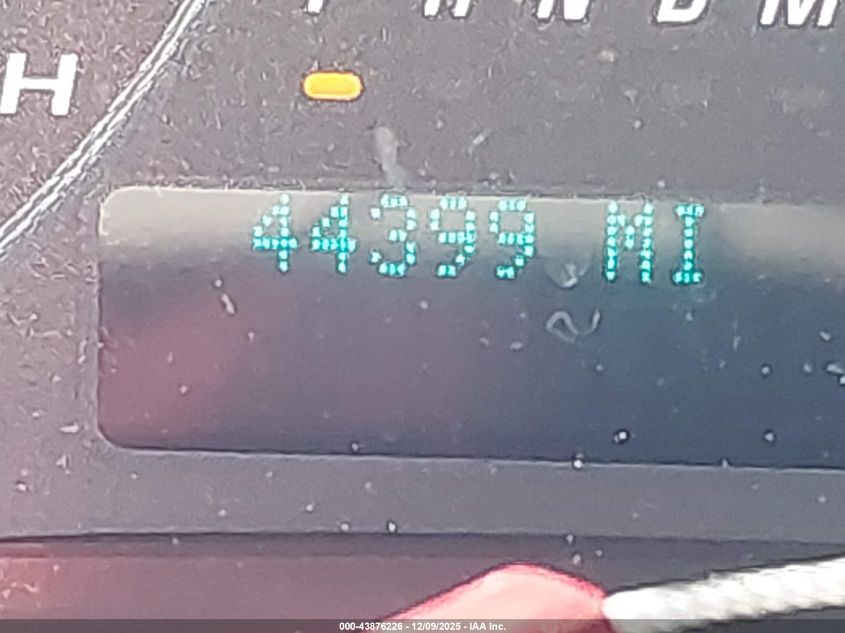 P R N D M
H
44399 MI
000-43876226 - 12/09/2025 - IAA Inc.